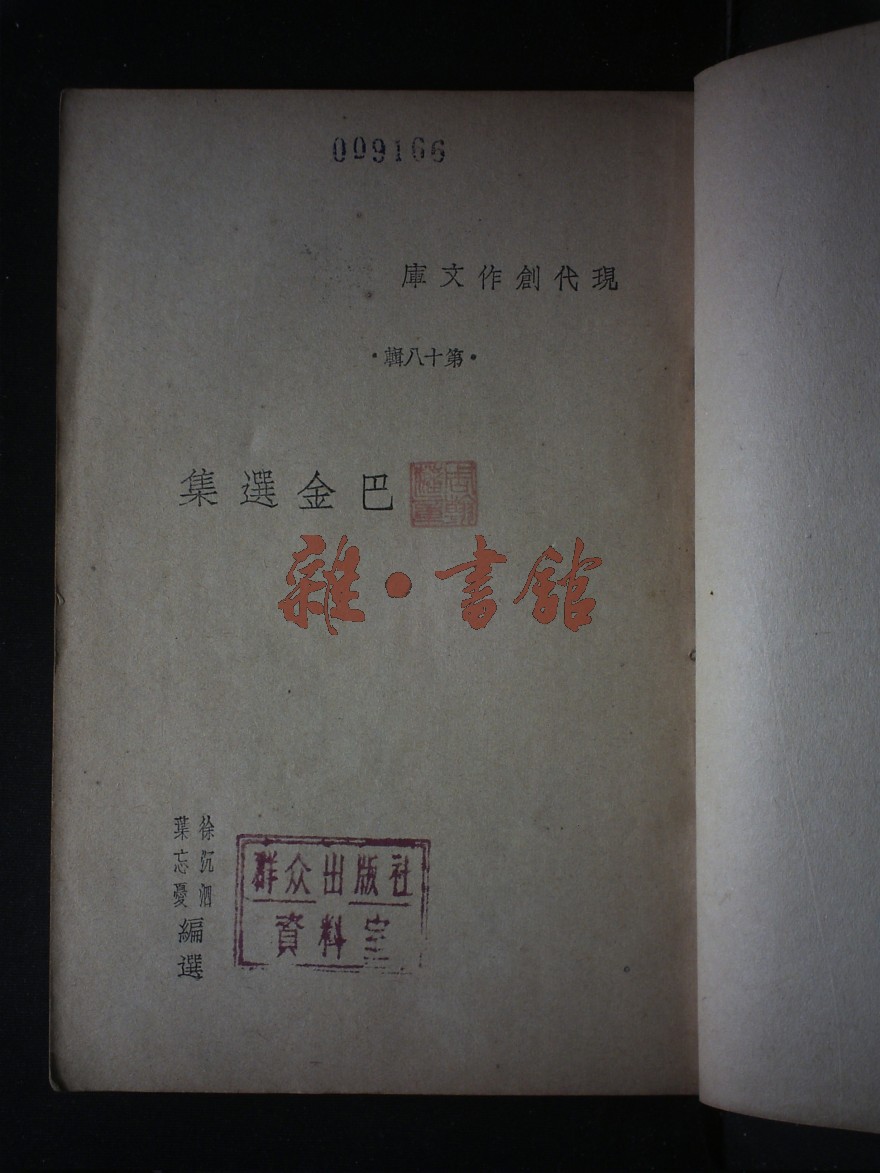 009166
現代創作文庫
·第十八輯·
巴金選集
雜·書館
徐沉泗
葉忘憂
編選
群众出版社
資料室